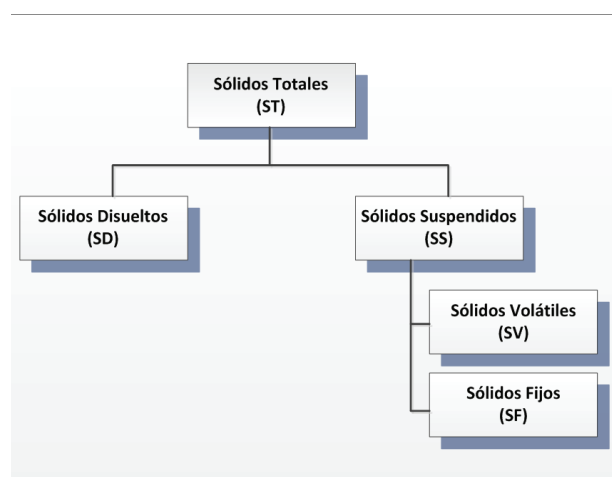 Sólidos Totales
(ST)
Sólidos Disueltos
(SD)
Sólidos Suspendidos
(SS)
Sólidos Volátiles
(SV)
Sólidos Fijos
(SF)